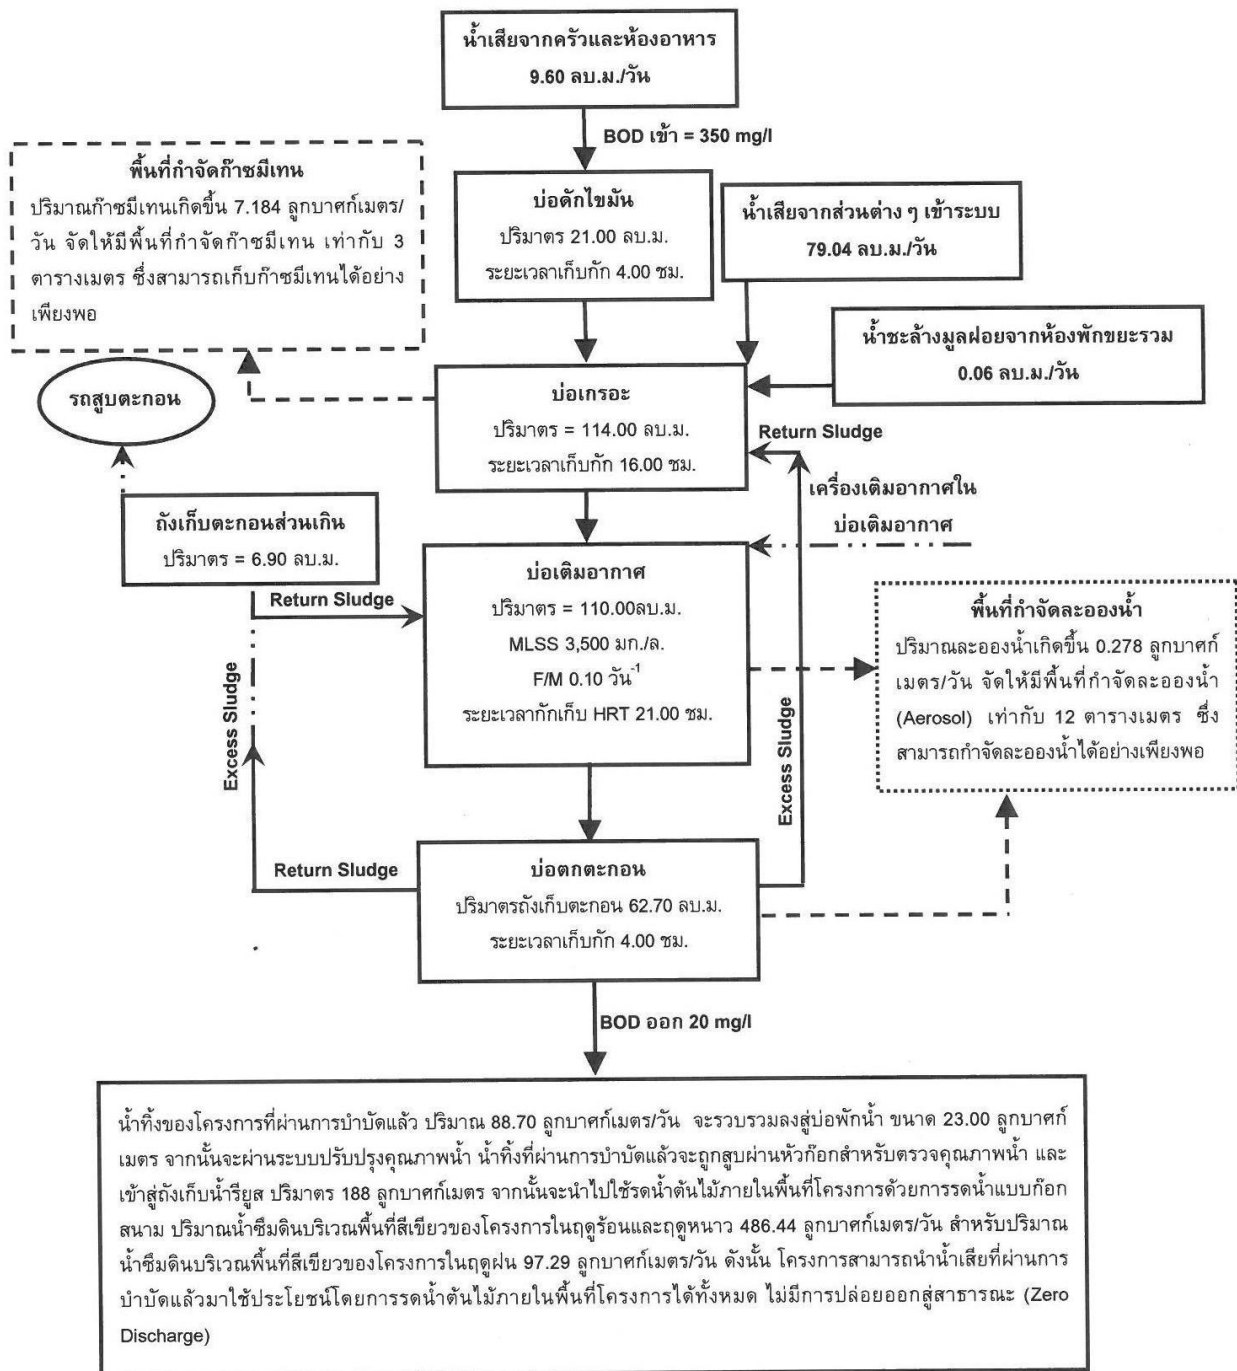 น้ำเสียจากครัวและห้องอาหาร
9.60 ลบ.ม./วัน
BOD เข้า = 350 mg/l
พื้นที่กำจัดก๊าซมีเทน
ปริมาณก๊าซมีเทนเกิดขึ้น 7.184 ลูกบาศก์เมตร/
วัน จัดให้มีพื้นที่กำจัดก๊าซมีเทน เท่ากับ 3
ตารางเมตร ซึ่งสามารถเก็บก๊าซมีเทนได้อย่าง
เพียงพอ
บ่อดักไขมัน
ปริมาตร 21.00 ลบ.ม.
ระยะเวลาเก็บกัก 4.00 ชม.
น้ำเสียจากส่วนต่าง ๆ เข้าระบบ
79.04 ลบ.ม./วัน
น้ำชะล้างมูลฝอยจากห้องพักขยะรวม
0.06 ลบ.ม./วัน
รถสูบตะกอน
บ่อเกรอะ
ปริมาตร = 114.00 ลบ.ม.
ระยะเวลาเก็บกัก 16.00 ชม.
Return Sludge
เครื่องเติมอากาศใน
บ่อเติมอากาศ
ถังเก็บตะกอนส่วนเกิน
ปริมาตร = 6.90 ลบ.ม.
Return Sludge
บ่อเติมอากาศ
ปริมาตร = 110.00ลบ.ม.
MLSS 3,500 มก./ล.
F/M 0.10 วัน-1
ระยะเวลากักเก็บ HRT 21.00 ชม.
พื้นที่กำจัดละอองน้ำ
ปริมาณละอองน้ำเกิดขึ้น 0.278 ลูกบาศก์
เมตร/วัน จัดให้มีพื้นที่กำจัดละอองน้ำ
(Aerosol) เท่ากับ 12 ตารางเมตร ซึ่ง
สามารถกำจัดละอองน้ำได้อย่างเพียงพอ
Excess Sludge
Excess Sludge
Return Sludge
บ่อตกตะกอน
ปริมาตรถังเก็บตะกอน 62.70 ลบ.ม.
ระยะเวลาเก็บกัก 4.00 ชม.
BOD ออก 20 mg/l
น้ำทิ้งของโครงการที่ผ่านการบำบัดแล้ว ปริมาณ 88.70 ลูกบาศก์เมตร/วัน จะรวบรวมลงสู่บ่อพักน้ำ ขนาด 23.00 ลูกบาศก์
เมตร จากนั้นจะผ่านระบบปรับปรุงคุณภาพน้ำ น้ำทิ้งที่ผ่านการบำบัดแล้วจะถูกสูบผ่านหัวก๊อกสำหรับตรวจคุณภาพน้ำ และ
เข้าสู่ถังเก็บน้ำรียูส ปริมาตร 188 ลูกบาศก์เมตร จากนั้นจะนำไปใช้รดน้ำต้นไม้ภายในพื้นที่โครงการด้วยการรดน้ำแบบก๊อก
สนาม ปริมาณน้ำซึมดินบริเวณพื้นที่สีเขียวของโครงการในฤดูร้อนและฤดูหนาว 486.44 ลูกบาศก์เมตร/วัน สำหรับปริมาณ
น้ำซึมดินบริเวณพื้นที่สีเขียวของโครงการในฤดูฝน 97.29 ลูกบาศก์เมตร/วัน ดังนั้น โครงการสามารถนำน้ำเสียที่ผ่านการ
บำบัดแล้วมาใช้ประโยชน์โดยการรดน้ำต้นไม้ภายในพื้นที่โครงการได้ทั้งหมด ไม่มีการปล่อยออกสู่สาธารณะ (Zero
Discharge)